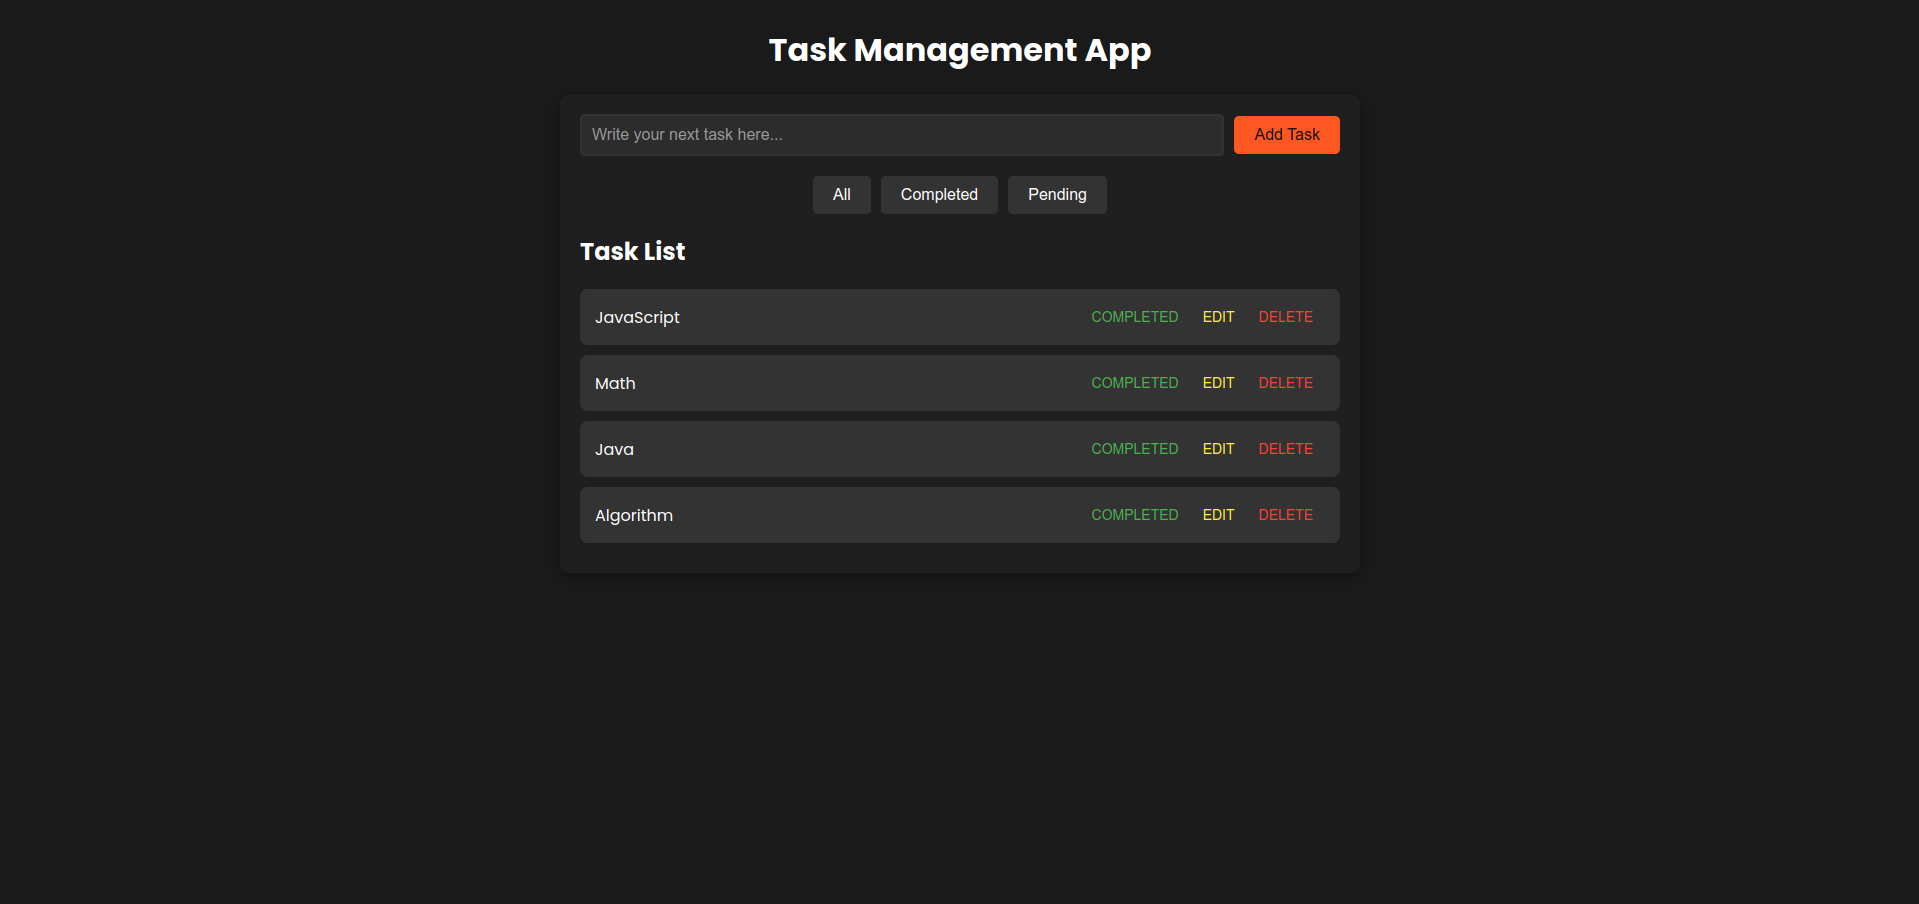 Task Management App
Write your next task here...
Add Task
All
Completed
Pending
Task List
JavaScript COMPLETED EDIT DELETE
Math COMPLETED EDIT DELETE
Java COMPLETED EDIT DELETE
Algorithm COMPLETED EDIT DELETE